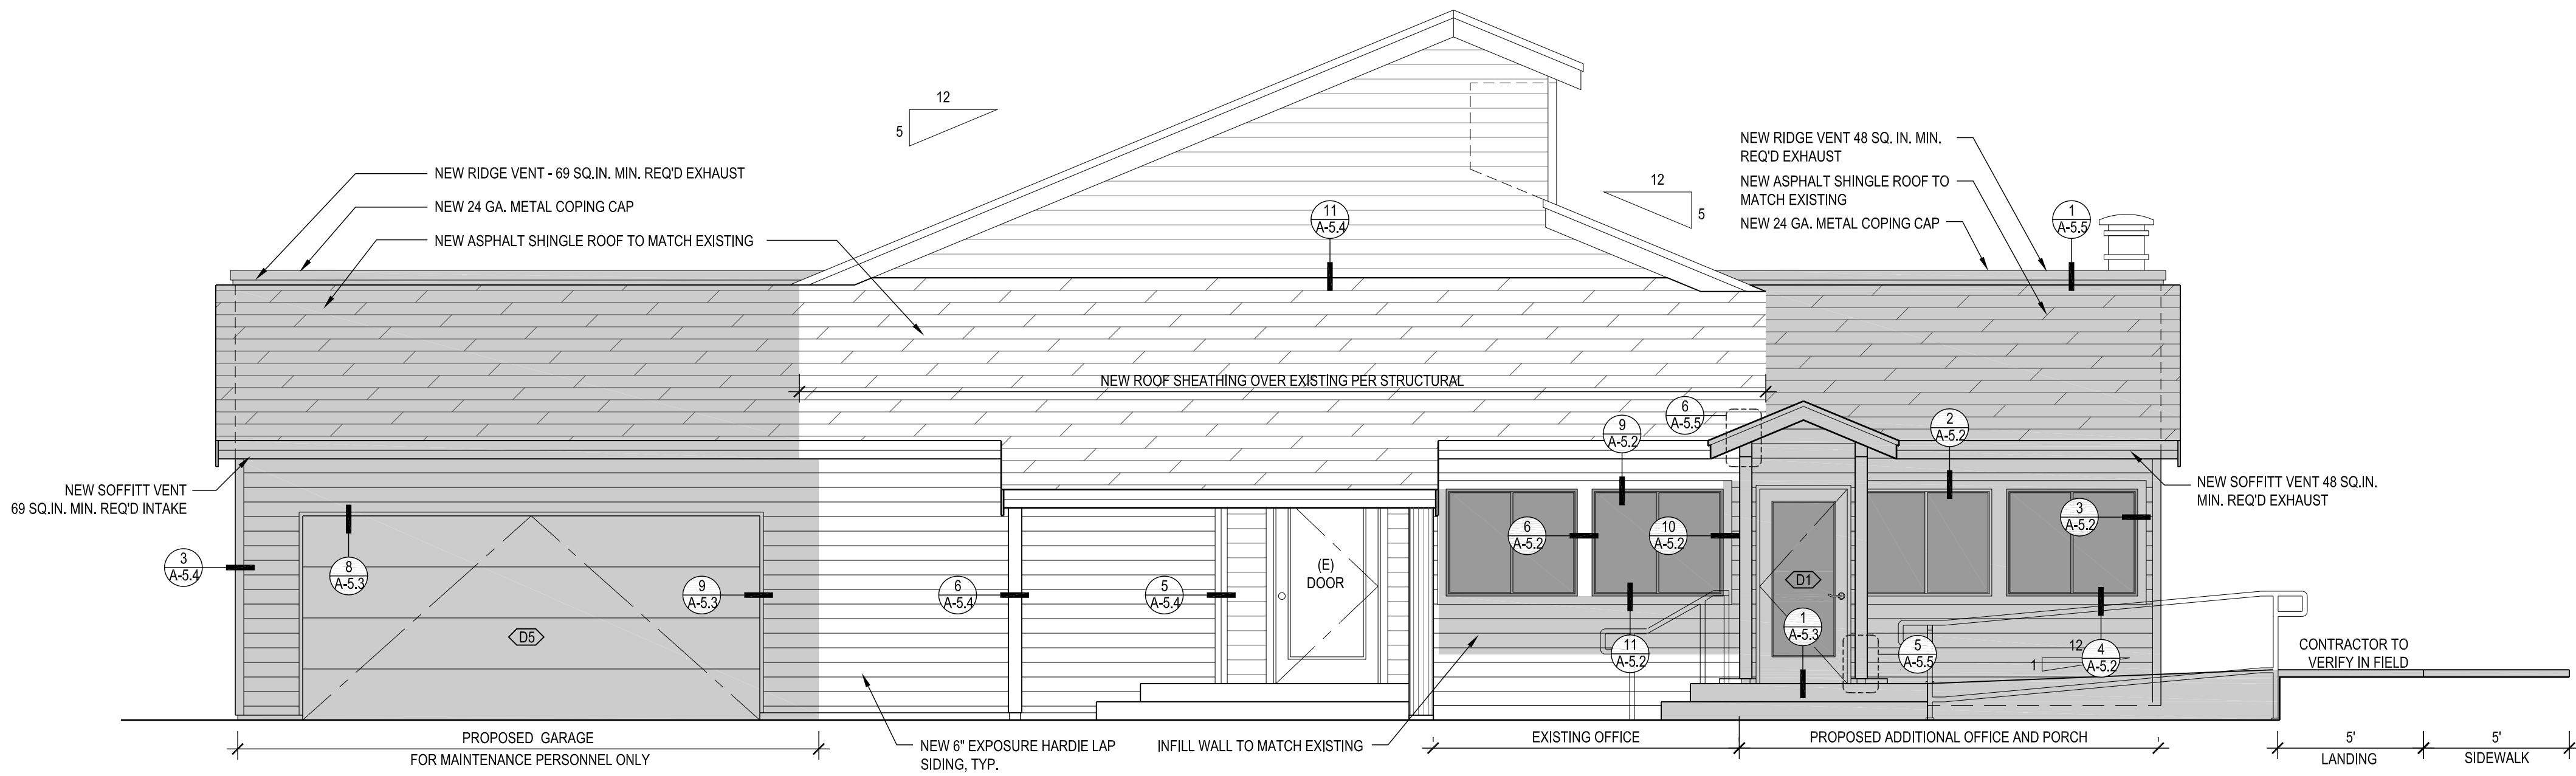 12
5
NEW RIDGE VENT - 69 SQ.IN. MIN. REQ'D EXHAUST
NEW 24 GA. METAL COPING CAP
NEW ASPHALT SHINGLE ROOF TO MATCH EXISTING
11
A-5.4
12
5
NEW RIDGE VENT 48 SQ. IN. MIN.
REQ'D EXHAUST
NEW ASPHALT SHINGLE ROOF TO
MATCH EXISTING
NEW 24 GA. METAL COPING CAP
1
A-5.5
NEW ROOF SHEATHING OVER EXISTING PER STRUCTURAL
6
A-5.5
9
A-5.2
2
A-5.2
NEW SOFFITT VENT
69 SQ.IN. MIN. REQ'D INTAKE
NEW SOFFITT VENT 48 SQ.IN.
MIN. REQ'D EXHAUST
3
A-5.4
8
A-5.3
9
A-5.3
6
A-5.4
5
A-5.4
(E)
DOOR
6
A-5.2
10
A-5.2
3
A-5.2
D5
D1
1
A-5.3
11
A-5.2
5
A-5.5
12
1
4
A-5.2
CONTRACTOR TO
VERIFY IN FIELD
PROPOSED GARAGE
FOR MAINTENANCE PERSONNEL ONLY
NEW 6" EXPOSURE HARDIE LAP
SIDING, TYP.
INFILL WALL TO MATCH EXISTING
EXISTING OFFICE
PROPOSED ADDITIONAL OFFICE AND PORCH
5'
LANDING
5'
SIDEWALK